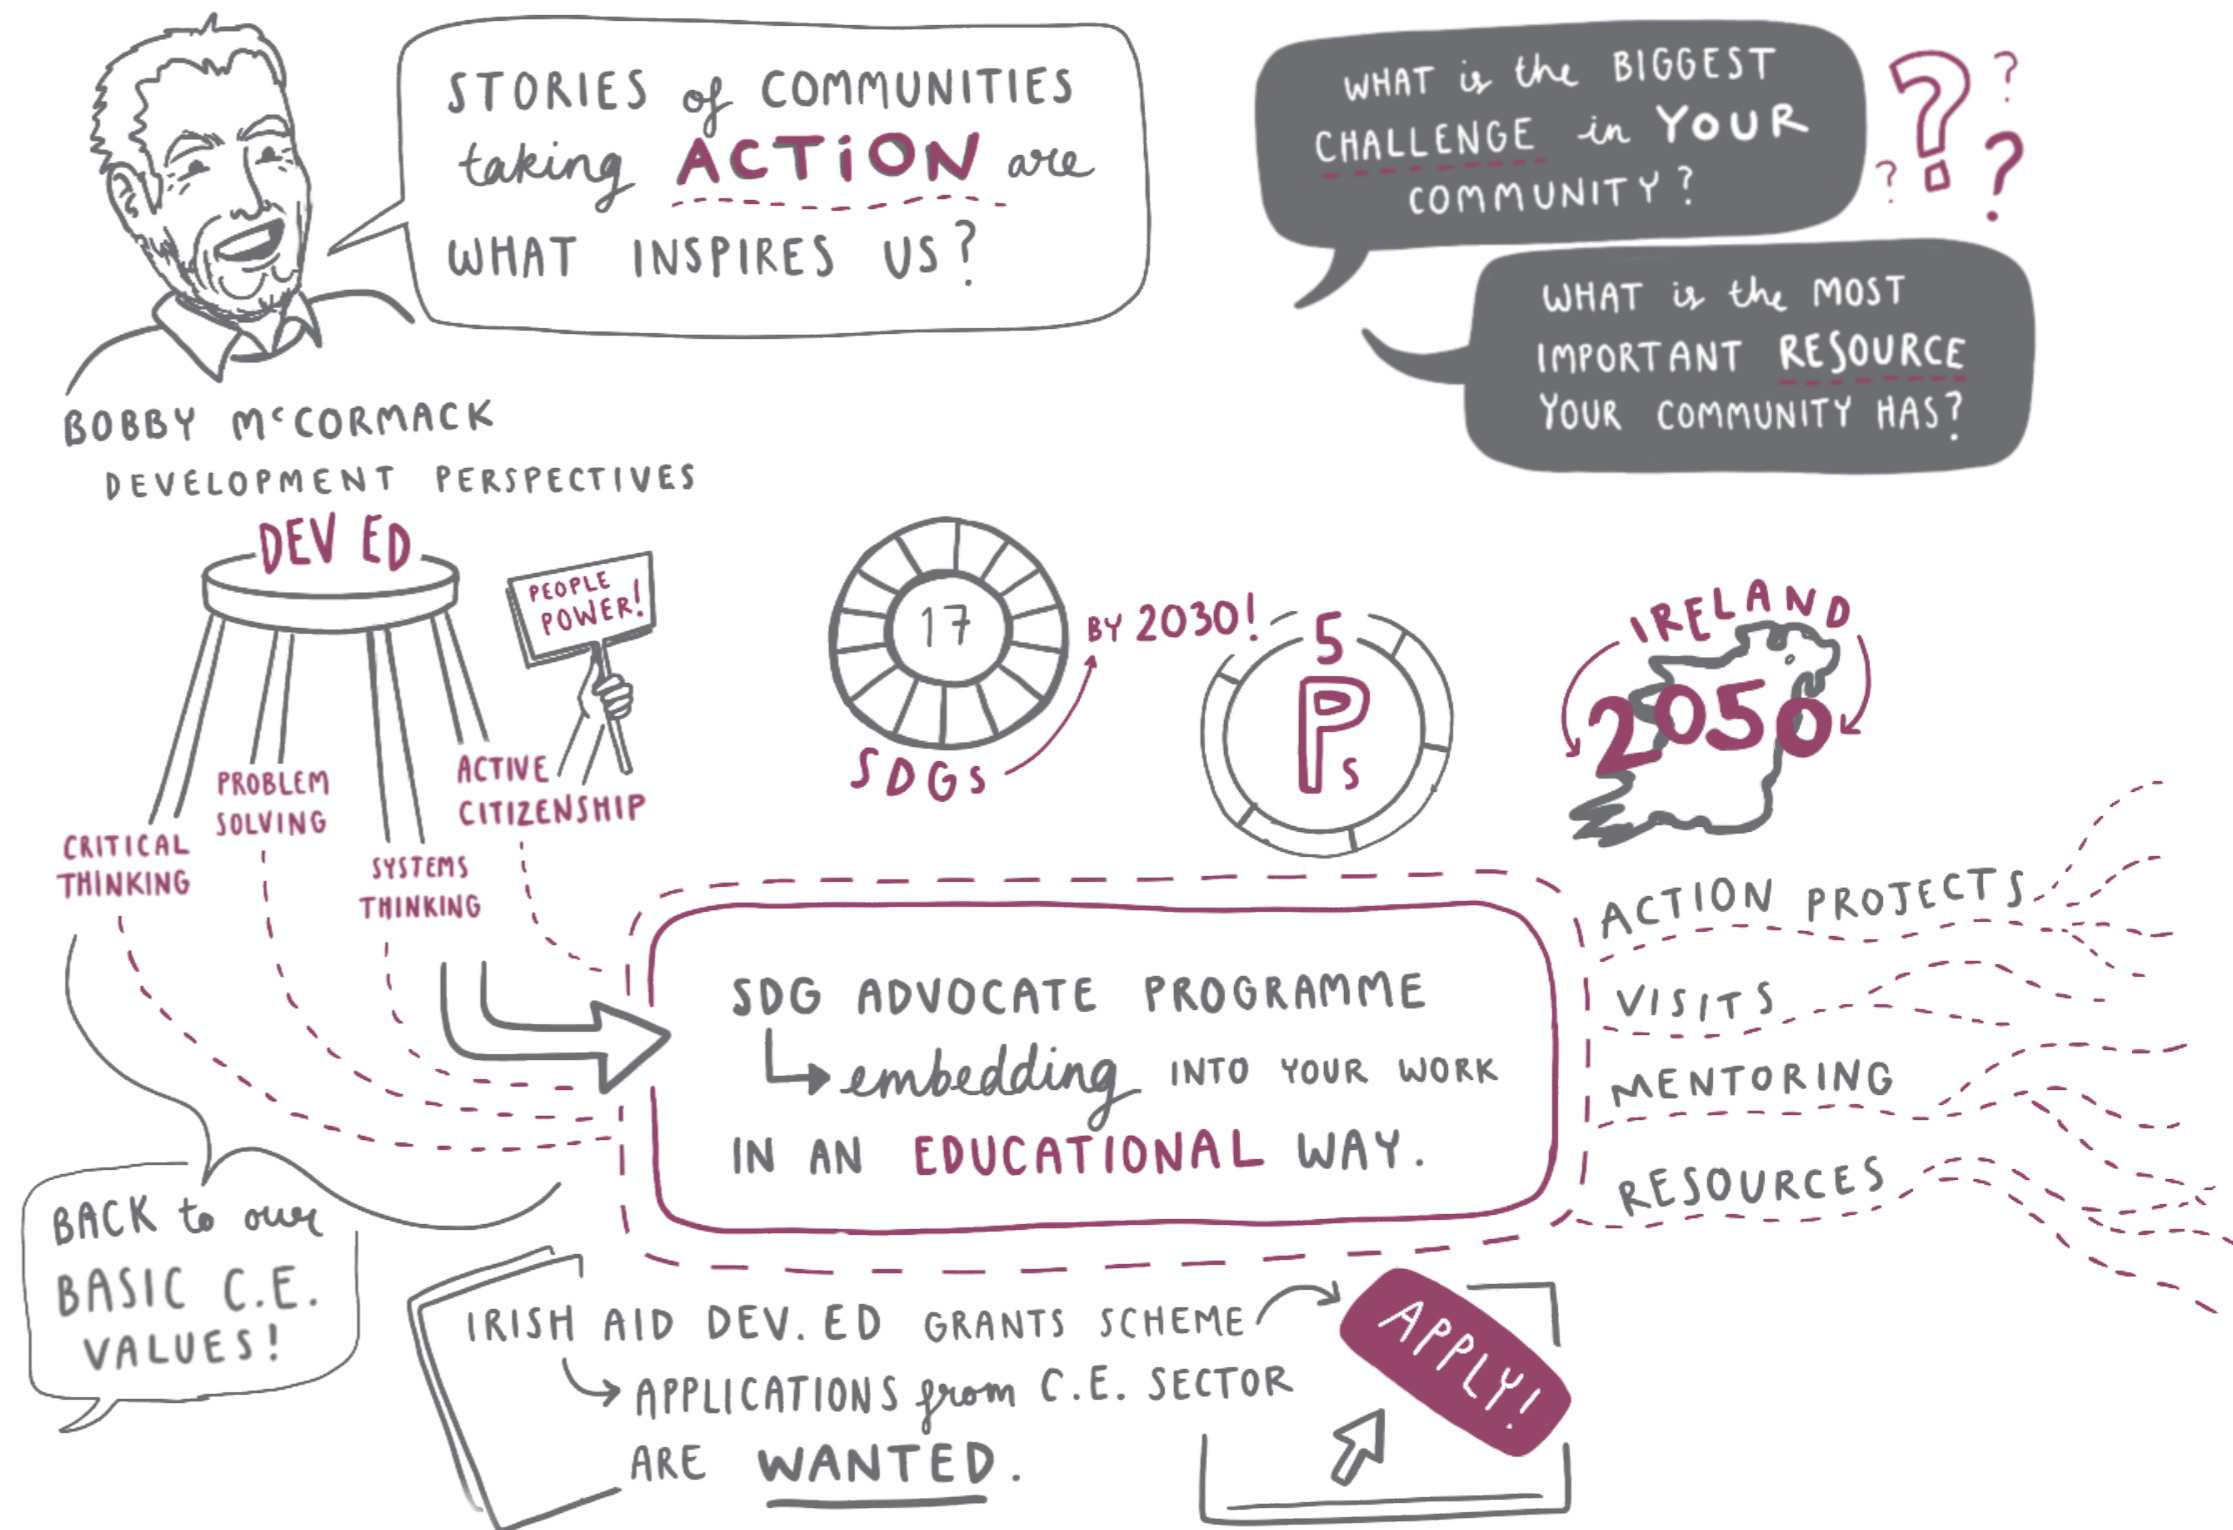 STORIES of COMMUNITIES
taking ACTION are
WHAT INSPIRES US?
WHAT is the BIGGEST
CHALLENGE in YOUR
COMMUNITY?
? ? ? ?
WHAT is the MOST
IMPORTANT RESOURCE
YOUR COMMUNITY HAS?
BOBBY McCORMACK
DEVELOPMENT PERSPECTIVES
DEV ED
PEOPLE
POWER!
CRITICAL
THINKING
PROBLEM
SOLVING
SYSTEMS
THINKING
ACTIVE
CITIZENSHIP
17
SDGs
BY 2030!
5
Ps
IRELAND
2050
SDG ADVOCATE PROGRAMME
embedding INTO YOUR WORK
IN AN EDUCATIONAL WAY.
ACTION PROJECTS
VISITS
MENTORING
RESOURCES
BACK to our
BASIC C.E.
VALUES!
IRISH AID DEV. ED GRANTS SCHEME
APPLICATIONS from C.E. SECTOR
ARE WANTED.
APPLY!